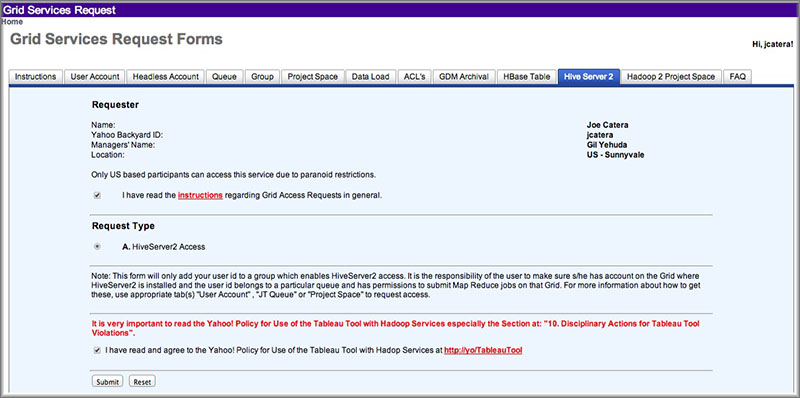 Grid Services Request
Home
Grid Services Request Forms
Hi, jcatera!
Instructions User Account Headless Account Queue Group Project Space Data Load ACL's GDM Archival HBase Table Hive Server 2 Hadoop 2 Project Space FAQ
Requester
Name: Joe Catera
Yahoo Backyard ID: jcatera
Managers' Name: Gil Yehuda
Location: US - Sunnyvale
Only US based participants can access this service due to paranoid restrictions.
I have read the instructions regarding Grid Access Requests in general.
Request Type
A. HiveServer2 Access
Note: This form will only add your user id to a group which enables HiveServer2 access. It is the responsibility of the user to make sure s/he has account on the Grid where
HiveServer2 is installed and the user id belongs to a particular queue and has permissions to submit Map Reduce jobs on that Grid. For more information about how to get
these, use appropriate tab(s) "User Account" , "JT Queue" or "Project Space" to request access.
It is very important to read the Yahoo! Policy for Use of the Tableau Tool with Hadoop Services especially the Section at: "10. Disciplinary Actions for Tableau Tool
Violations".
I have read and agree to the Yahoo! Policy for Use of the Tableau Tool with Hadop Services at http://yo/TableauTool
Submit Reset